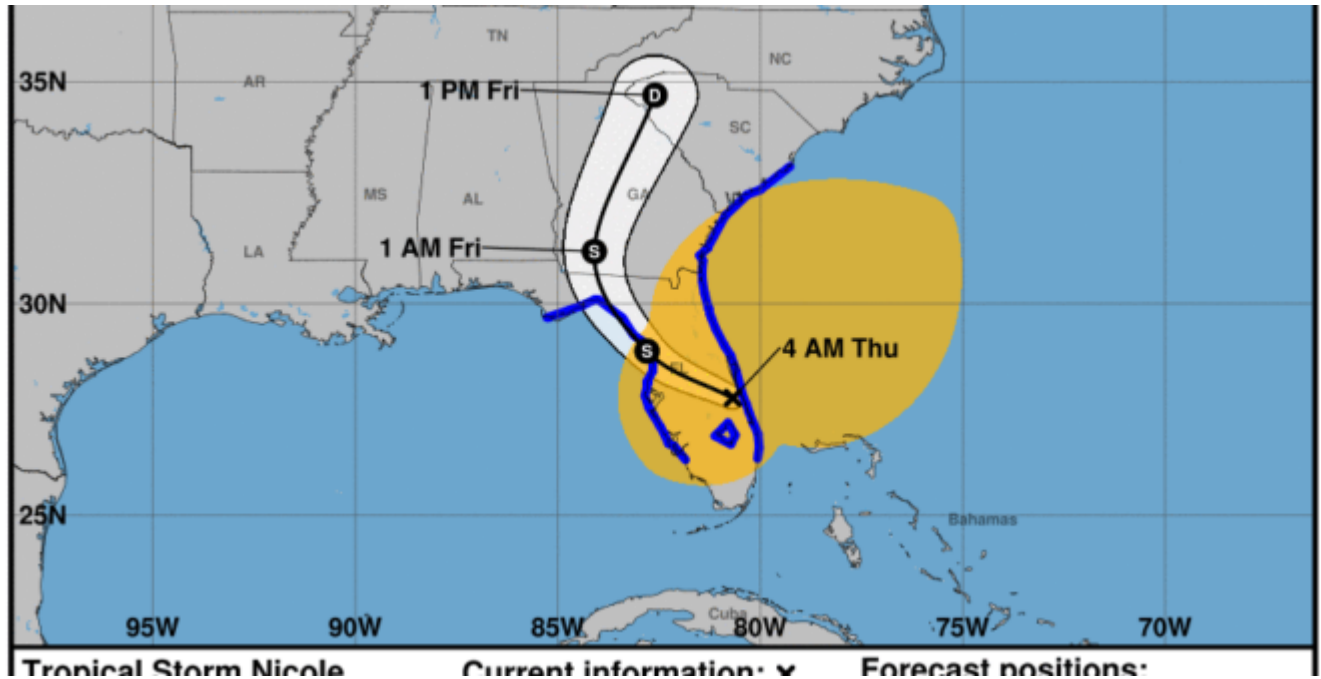 TN
NC
35N
AR
1 PM Fri
D
SC
MS
AL
GA
1 AM Fri
S
LA
30N
S
4 AM Thu
FL
25N
Bahamas
Cuba
95W 90W 85W 80W 75W 70W
Tropical Storm Nicole Current information: x Forecast positions: